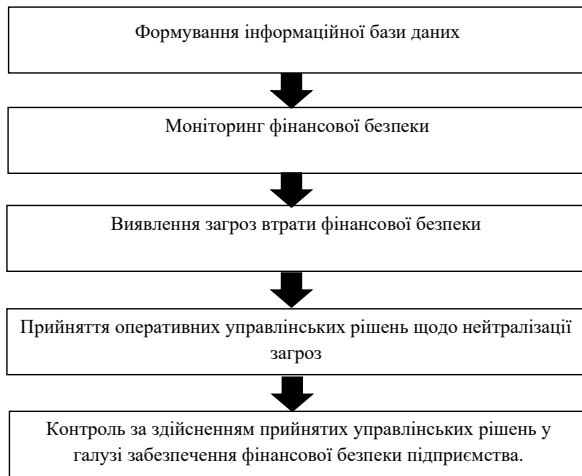 Формування інформаційної бази даних
Моніторинг фінансової безпеки
Виявлення загроз втрати фінансової безпеки
Прийняття оперативних управлінських рішень щодо нейтралізації
загроз
Контроль за здійсненням прийнятих управлінських рішень у
галузі забезпечення фінансової безпеки підприємства.